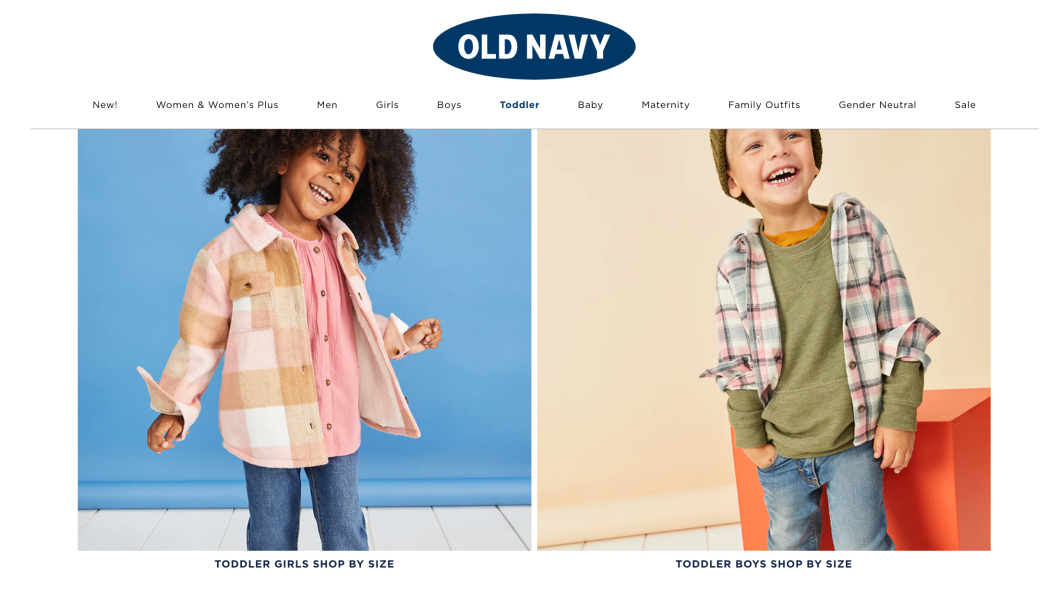 OLD NAVY
New! Women & Women's Plus Men Girls Boys Toddler Baby Maternity Family Outfits Gender Neutral Sale
TODDLER GIRLS SHOP BY SIZE
TODDLER BOYS SHOP BY SIZE